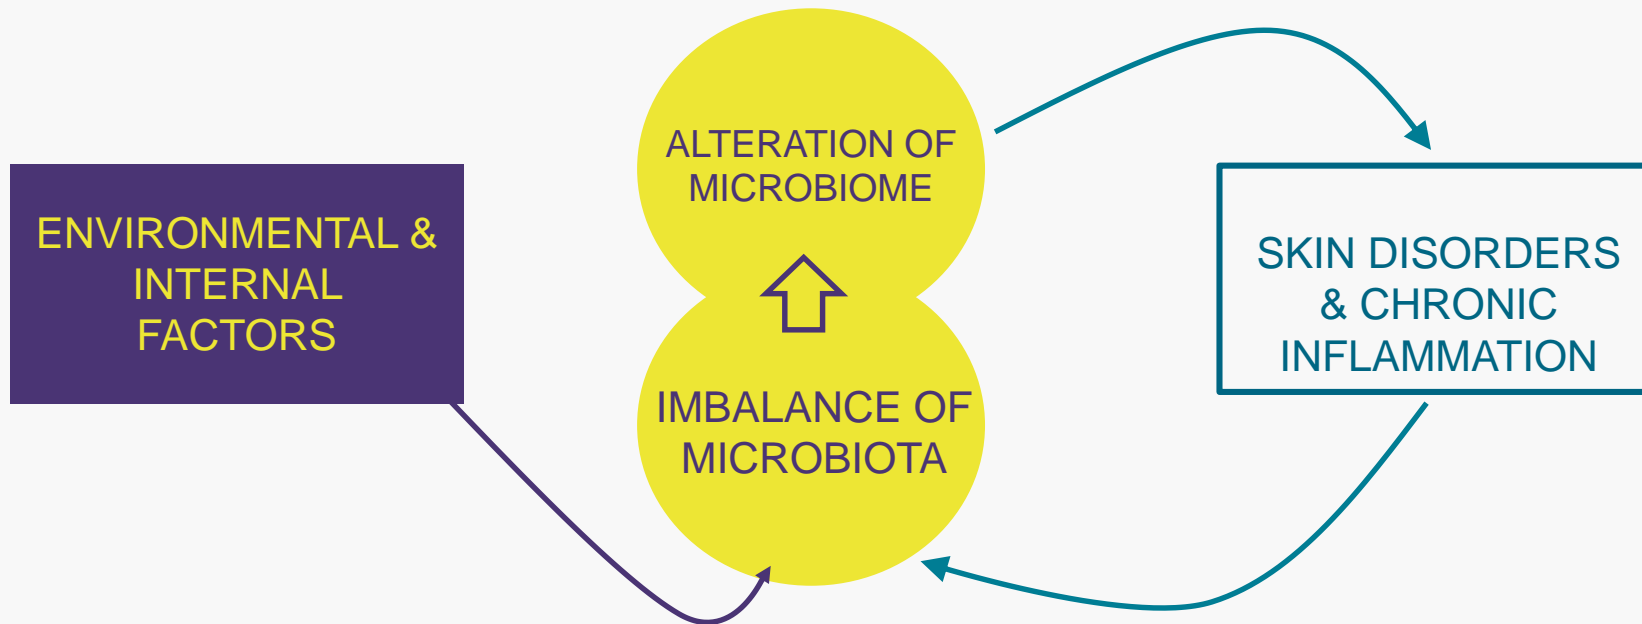 ENVIRONMENTAL &
INTERNAL
FACTORS
ALTERATION OF
MICROBIOME
IMBALANCE OF
MICROBIOTA
SKIN DISORDERS
& CHRONIC
INFLAMMATION